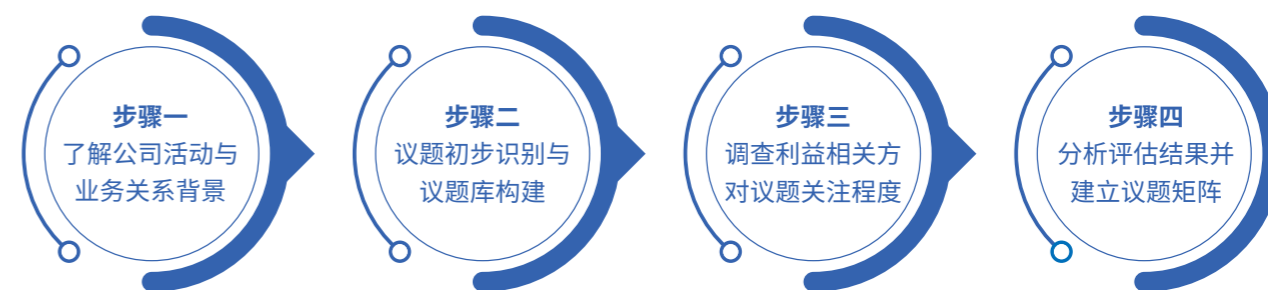 步骤一
了解公司活动与
业务关系背景
步骤二
议题初步识别与
议题库构建
步骤三
调查利益相关方
对议题关注程度
步骤四
分析评估结果并
建立议题矩阵